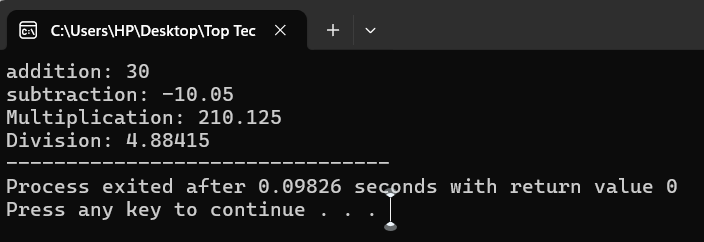 C:\Users\HP\Desktop\Top Tec
addition: 30
subtraction: -10.05
Multiplication: 210.125
Division: 4.88415
--------------------------------
Process exited after 0.09826 seconds with return value 0
Press any key to continue . . .